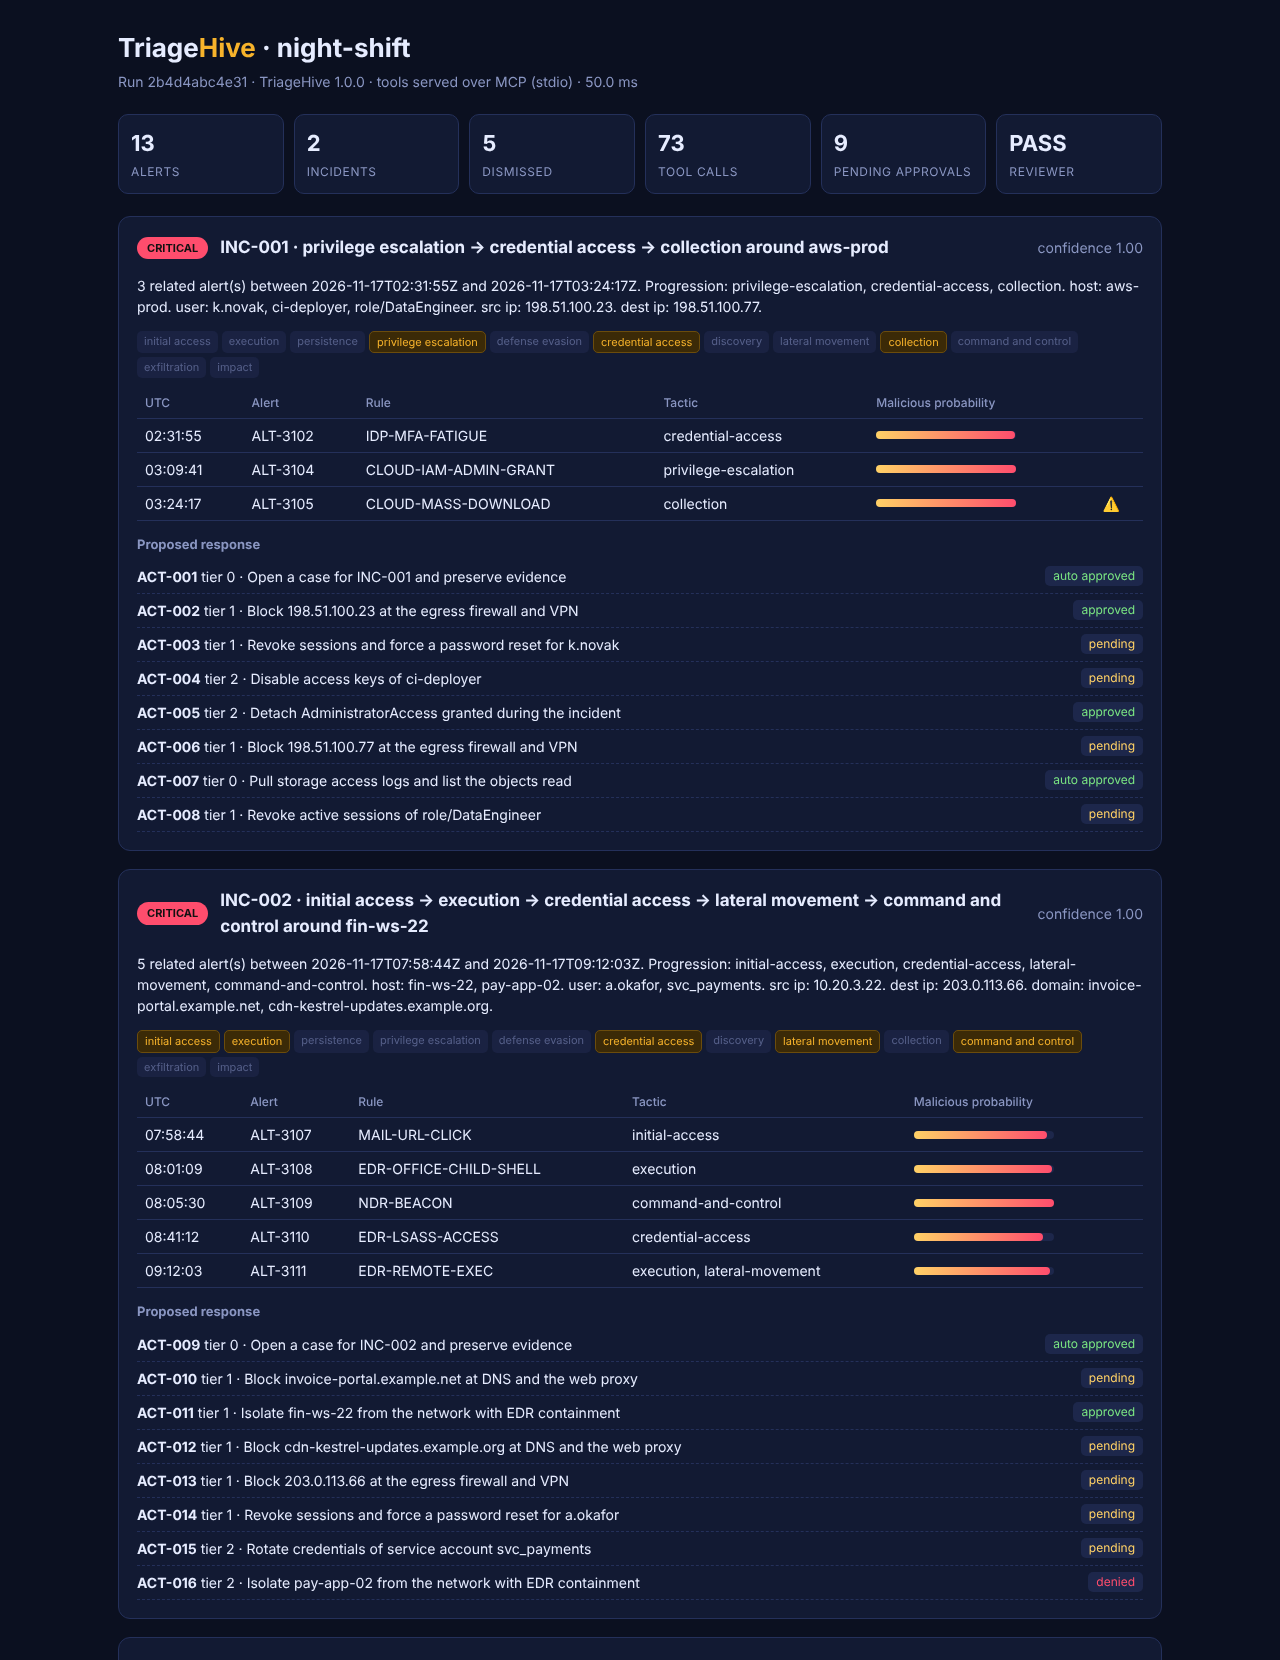 TriageHive · night-shift
Run 2b4d4abc4e31 · TriageHive 1.0.0 · tools served over MCP (stdio) · 50.0 ms
13
ALERTS
2
INCIDENTS
5
DISMISSED
73
TOOL CALLS
9
PENDING APPROVALS
PASS
REVIEWER
CRITICAL INC-001 · privilege escalation → credential access → collection around aws-prod confidence 1.00
3 related alert(s) between 2026-11-17T02:31:55Z and 2026-11-17T03:24:17Z. Progression: privilege-escalation, credential-access, collection. host: aws-
prod. user: k.novak, ci-deployer, role/DataEngineer. src ip: 198.51.100.23. dest ip: 198.51.100.77.
initial access execution persistence privilege escalation defense evasion credential access discovery lateral movement collection command and control
exfiltration impact
UTC Alert Rule Tactic Malicious probability
02:31:55 ALT-3102 IDP-MFA-FATIGUE credential-access
03:09:41 ALT-3104 CLOUD-IAM-ADMIN-GRANT privilege-escalation
03:24:17 ALT-3105 CLOUD-MASS-DOWNLOAD collection ⚠️
Proposed response
ACT-001 tier 0 · Open a case for INC-001 and preserve evidence auto approved
ACT-002 tier 1 · Block 198.51.100.23 at the egress firewall and VPN approved
ACT-003 tier 1 · Revoke sessions and force a password reset for k.novak pending
ACT-004 tier 2 · Disable access keys of ci-deployer pending
ACT-005 tier 2 · Detach AdministratorAccess granted during the incident approved
ACT-006 tier 1 · Block 198.51.100.77 at the egress firewall and VPN pending
ACT-007 tier 0 · Pull storage access logs and list the objects read auto approved
ACT-008 tier 1 · Revoke active sessions of role/DataEngineer pending
CRITICAL INC-002 · initial access → execution → credential access → lateral movement → command and
control around fin-ws-22 confidence 1.00
5 related alert(s) between 2026-11-17T07:58:44Z and 2026-11-17T09:12:03Z. Progression: initial-access, execution, credential-access, lateral-
movement, command-and-control. host: fin-ws-22, pay-app-02. user: a.okafor, svc_payments. src ip: 10.20.3.22. dest ip: 203.0.113.66. domain: invoice-
portal.example.net, cdn-kestrel-updates.example.org.
initial access execution persistence privilege escalation defense evasion credential access discovery lateral movement collection command and control
exfiltration impact
UTC Alert Rule Tactic Malicious probability
07:58:44 ALT-3107 MAIL-URL-CLICK initial-access
08:01:09 ALT-3108 EDR-OFFICE-CHILD-SHELL execution
08:05:30 ALT-3109 NDR-BEACON command-and-control
08:41:12 ALT-3110 EDR-LSASS-ACCESS credential-access
09:12:03 ALT-3111 EDR-REMOTE-EXEC execution, lateral-movement
Proposed response
ACT-009 tier 0 · Open a case for INC-002 and preserve evidence auto approved
ACT-010 tier 1 · Block invoice-portal.example.net at DNS and the web proxy pending
ACT-011 tier 1 · Isolate fin-ws-22 from the network with EDR containment approved
ACT-012 tier 1 · Block cdn-kestrel-updates.example.org at DNS and the web proxy pending
ACT-013 tier 1 · Block 203.0.113.66 at the egress firewall and VPN pending
ACT-014 tier 1 · Revoke sessions and force a password reset for a.okafor pending
ACT-015 tier 2 · Rotate credentials of service account svc_payments pending
ACT-016 tier 2 · Isolate pay-app-02 from the network with EDR containment denied